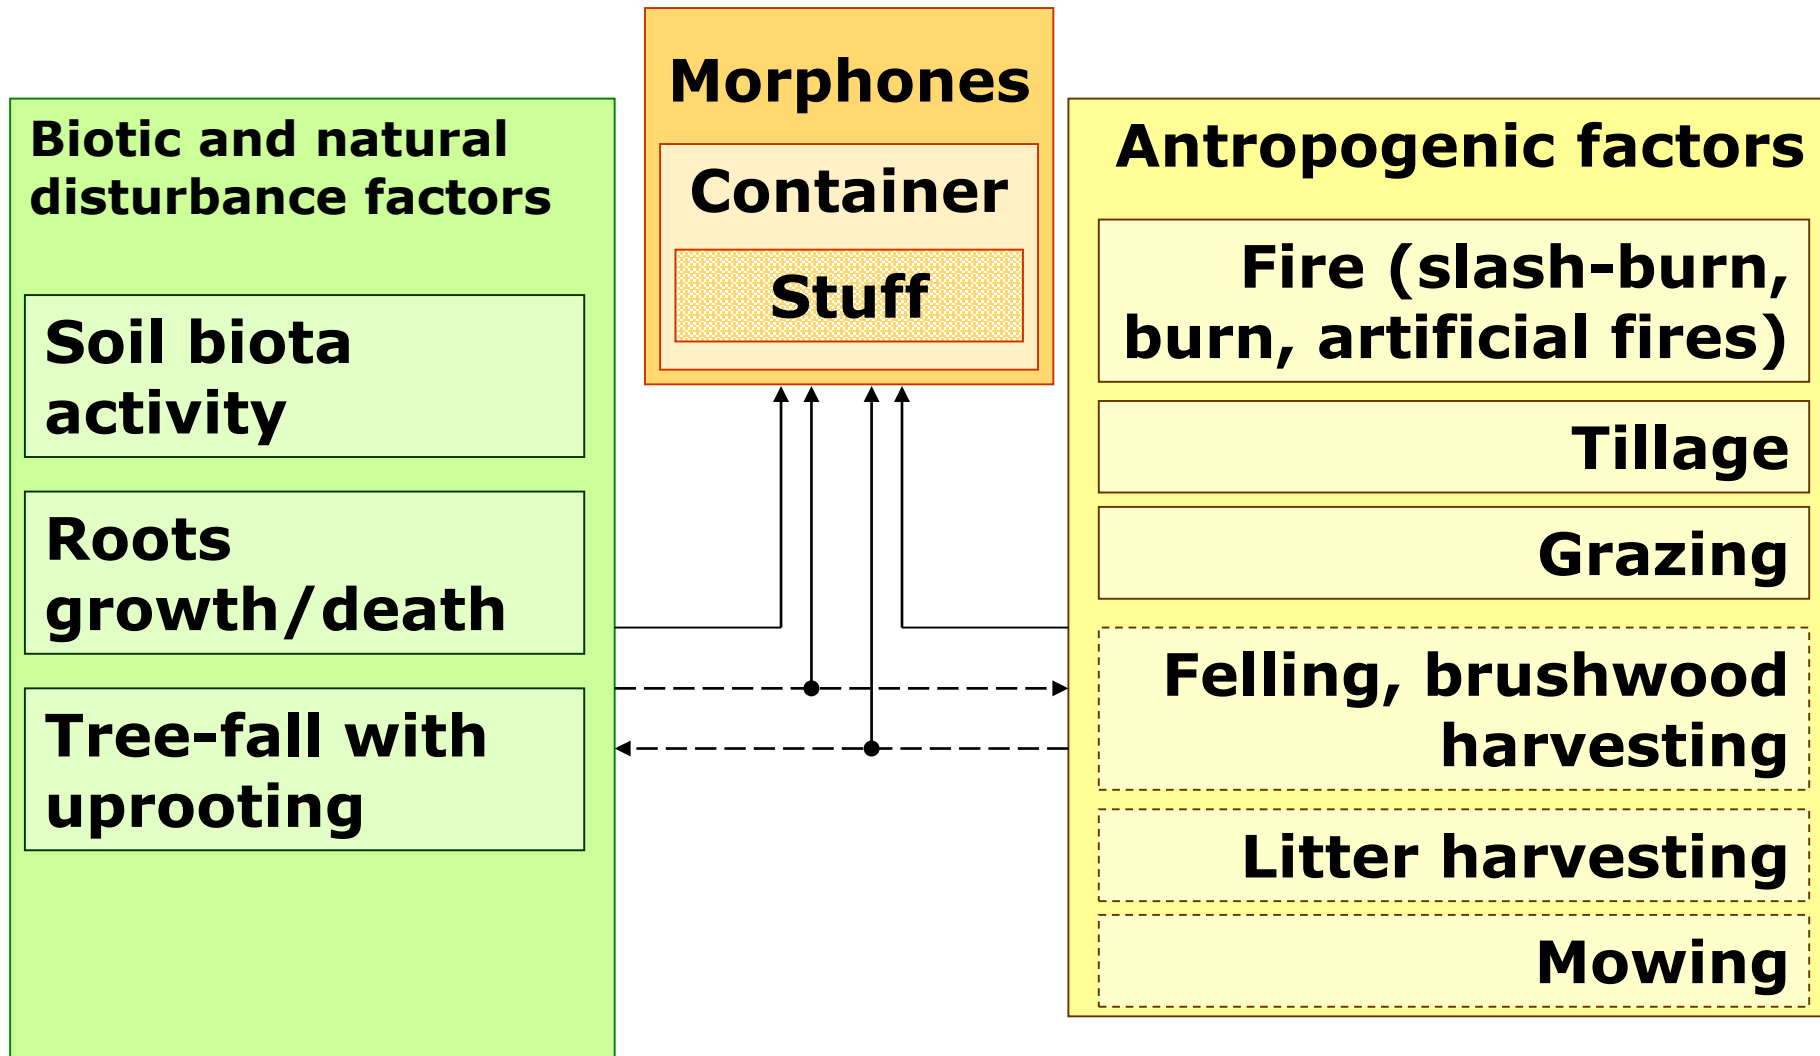 Morphones
Container
Stuff
Biotic and natural
disturbance factors
Soil biota
activity
Roots
growth/death
Tree-fall with
uprooting
Antropogenic factors
Fire (slash-burn,
burn, artificial fires)
Tillage
Grazing
Felling, brushwood
harvesting
Litter harvesting
Mowing